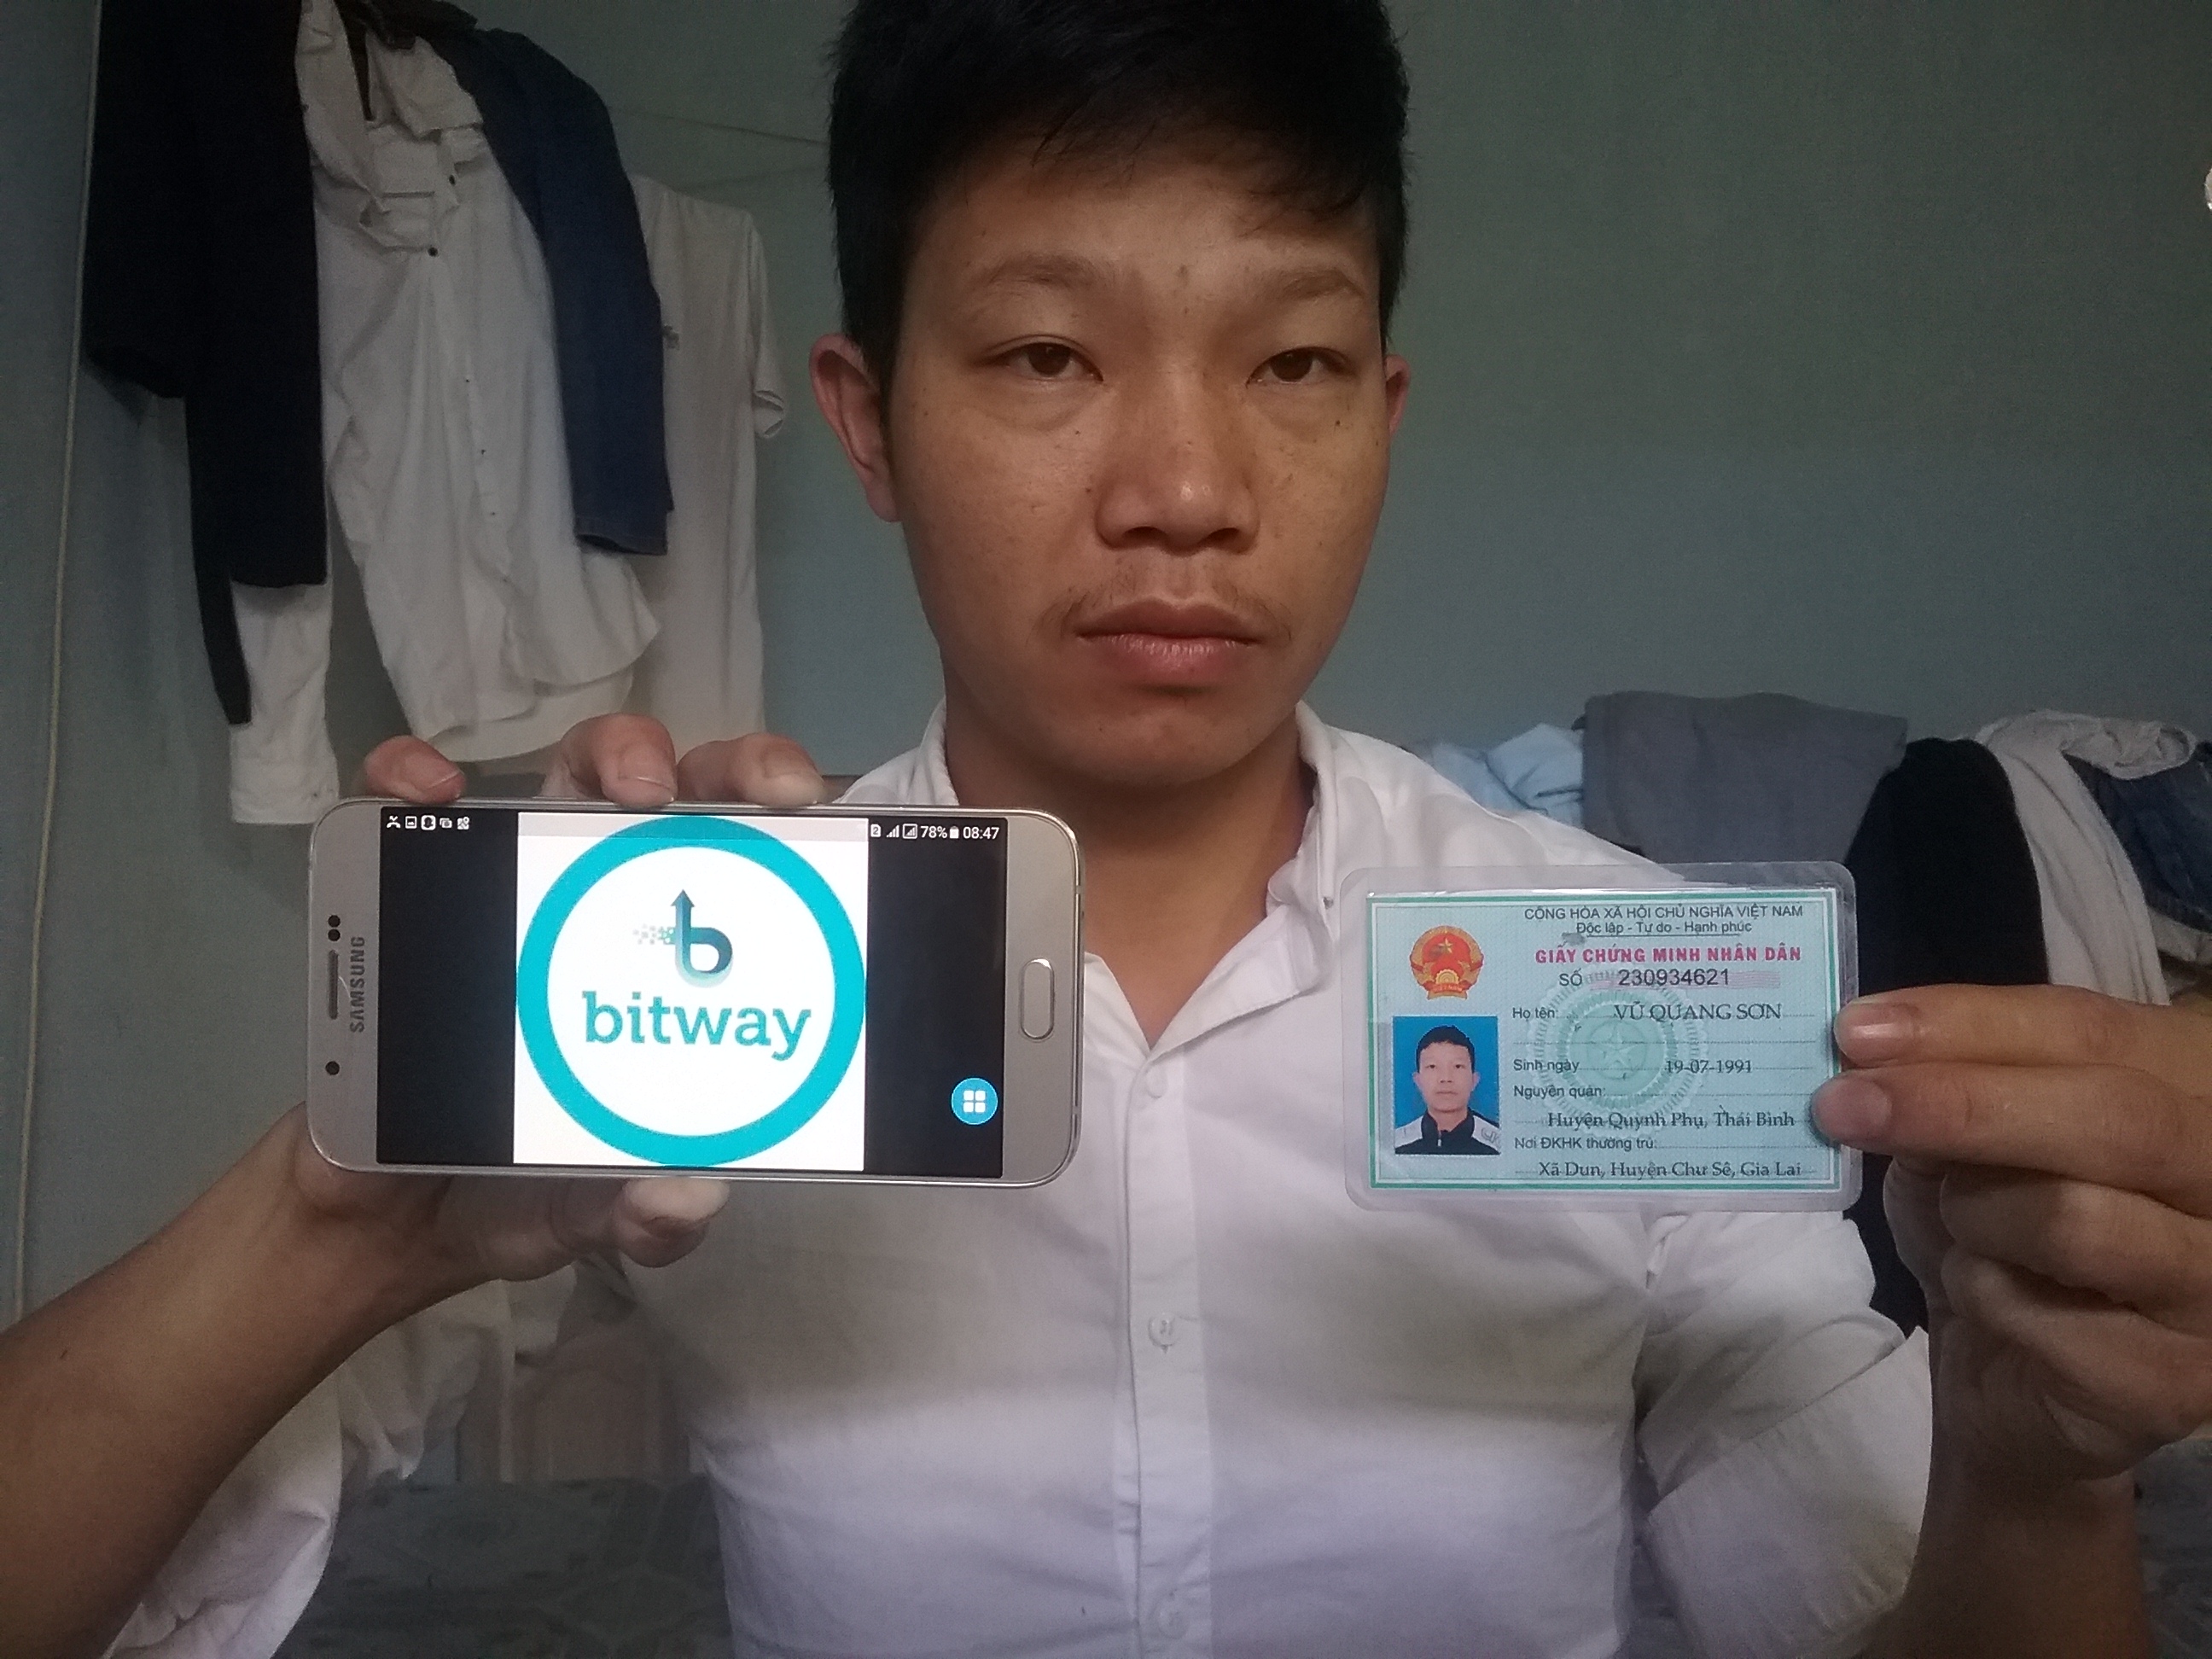 78% 08:47
SAMSUNG
b
bitway
CỘNG HÒA XÃ HỘI CHỦ NGHĨA VIỆT NAM
Độc lập - Tự do - Hạnh phúc
GIẤY CHỨNG MINH NHÂN DÂN
SỐ 230934621
Họ tên: VŨ QUANG SƠN
Sinh ngày 19-07-1991
Nguyên quán:
Huyện Quỳnh Phụ, Thái Bình
Nơi ĐKHK thường trú:
Xã Dun, Huyện Chư Sê, Gia Lai